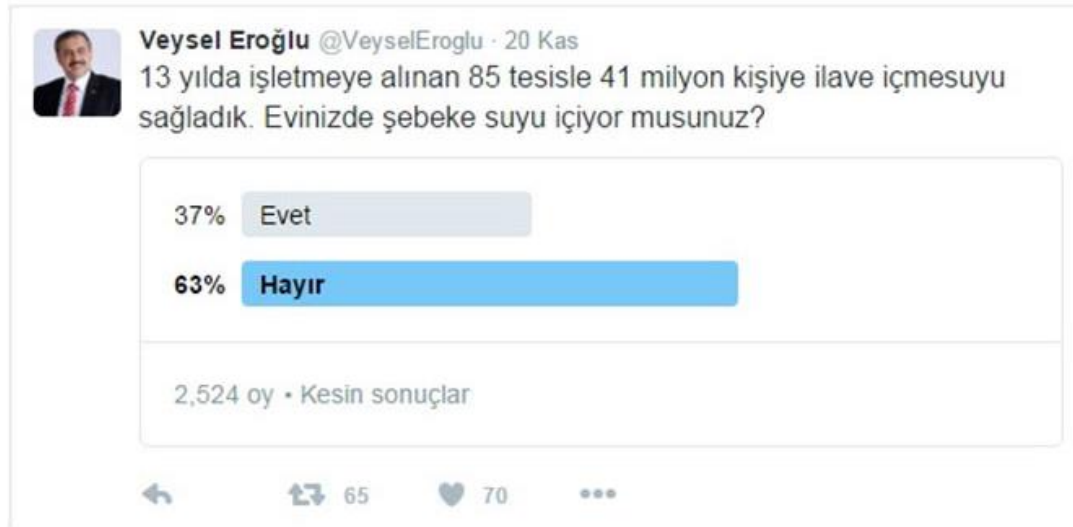 Veysel Eroğlu @VeyselEroglu · 20 Kas
13 yılda işletmeye alınan 85 tesisle 41 milyon kişiye ilave içmesuyu
sağladık. Evinizde şebeke suyu içiyor musunuz?
37% Evet
63% Hayır
2,524 oy • Kesin sonuçlar
65 70